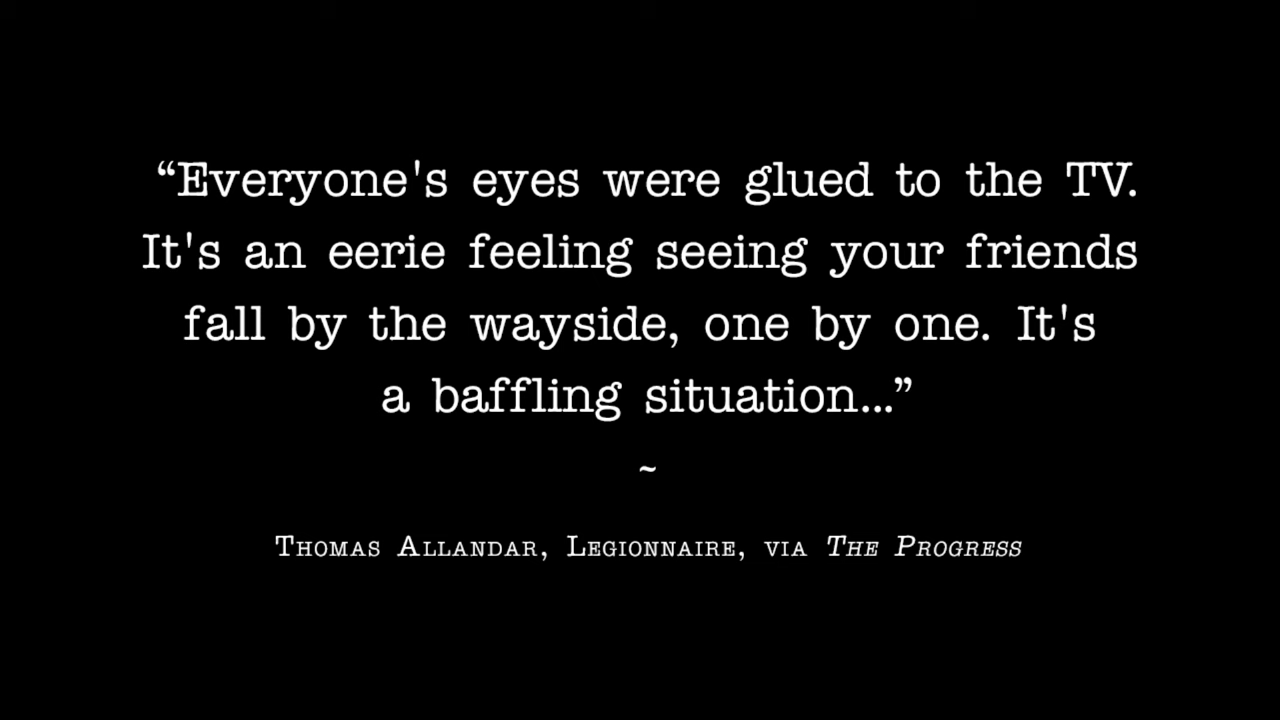 “Everyone's eyes were glued to the TV.
It's an eerie feeling seeing your friends
fall by the wayside, one by one. It's
a baffling situation...”
~
Thomas Allandar, Legionnaire, via The Progress